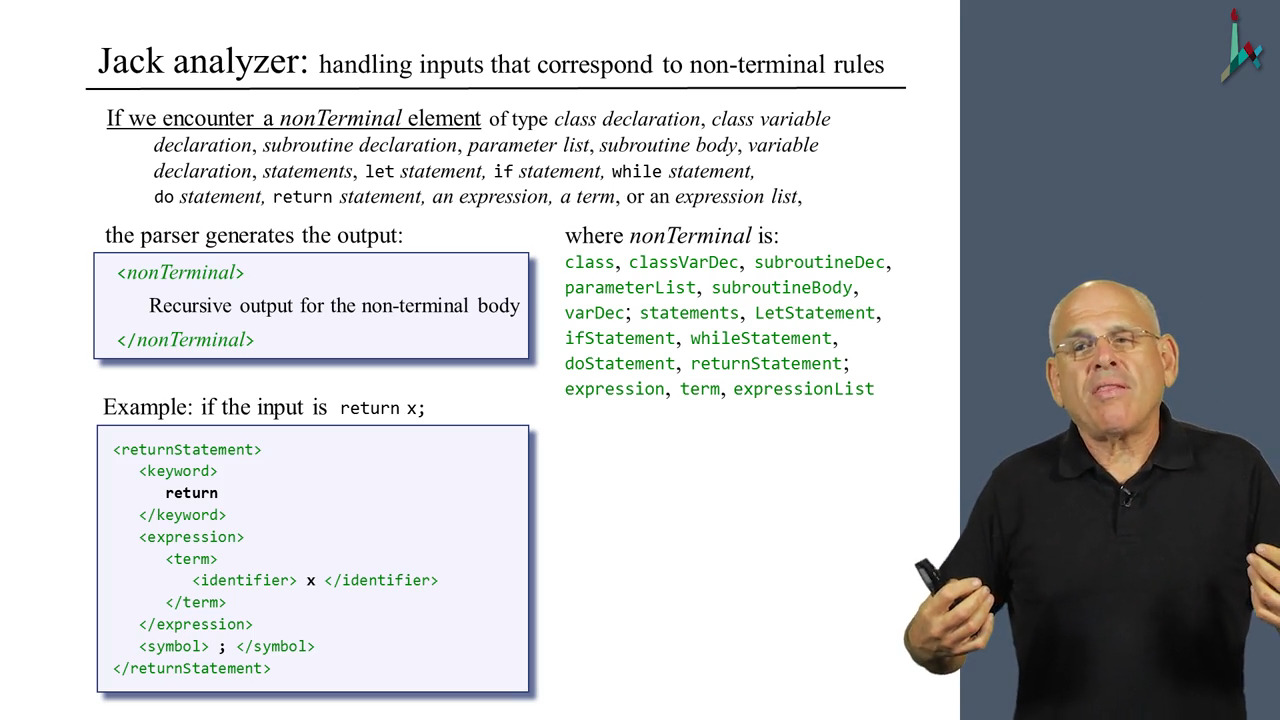 Jack analyzer: handling inputs that correspond to non-terminal rules
If we encounter a nonTerminal element of type class declaration, class variable
declaration, subroutine declaration, parameter list, subroutine body, variable
declaration, statements, let statement, if statement, while statement,
do statement, return statement, an expression, a term, or an expression list,
the parser generates the output:
<nonTerminal>
Recursive output for the non-terminal body
</nonTerminal>
where nonTerminal is:
class, classVarDec, subroutineDec,
parameterList, subroutineBody,
varDec; statements, LetStatement,
ifStatement, whileStatement,
doStatement, returnStatement;
expression, term, expressionList
Example: if the input is return x;
<returnStatement>
<keyword>
return
</keyword>
<expression>
<term>
<identifier> x </identifier>
</term>
</expression>
<symbol> ; </symbol>
</returnStatement>